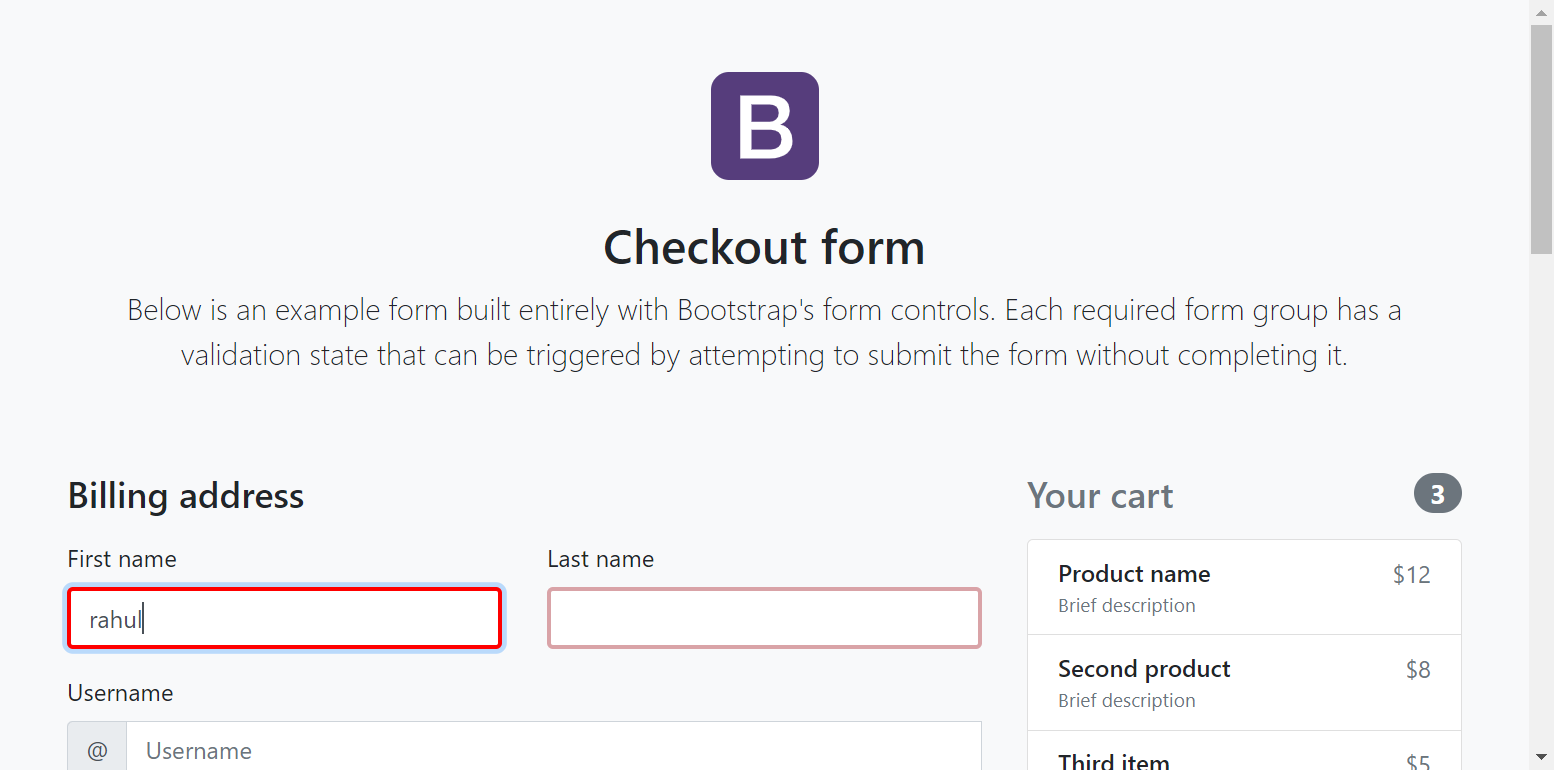 B
Checkout form
Below is an example form built entirely with Bootstrap's form controls. Each required form group has a
validation state that can be triggered by attempting to submit the form without completing it.
Billing address
First name
Last name
rahul
Username
@
Username
Your cart
3
Product name
$12
Brief description
Second product
$8
Brief description
Third item
$5